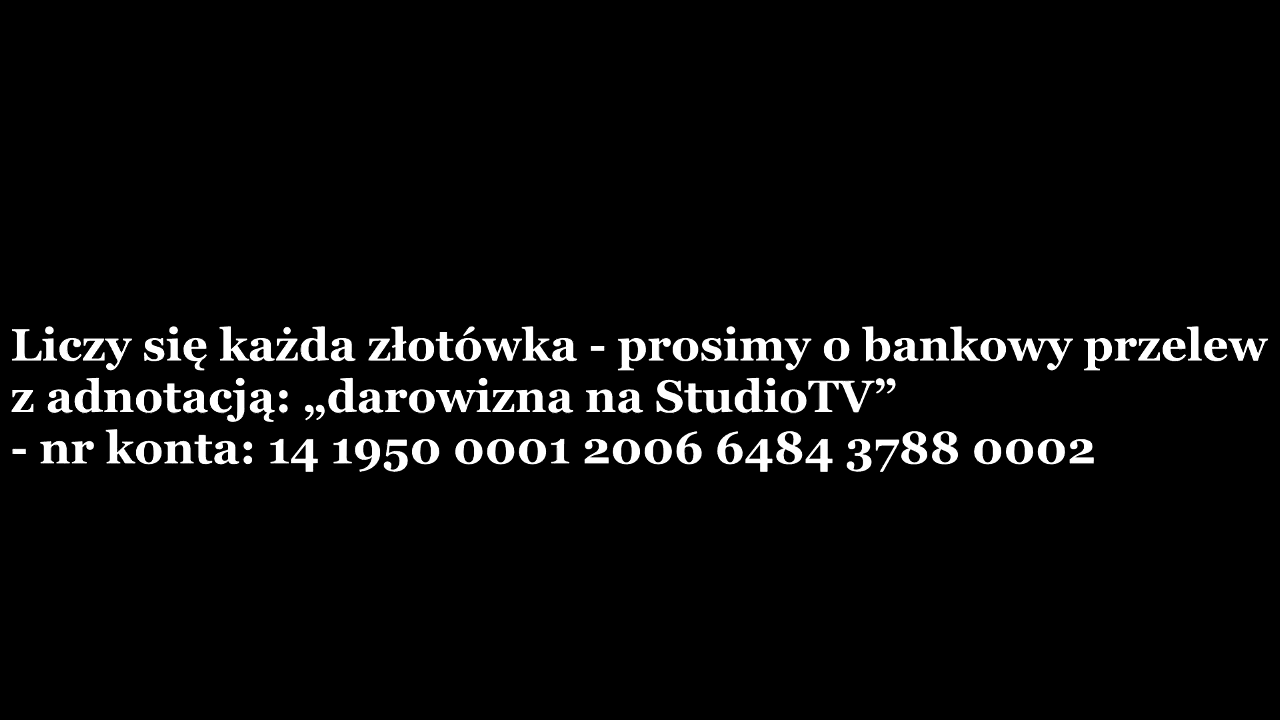 Liczy się każda złotówka - prosimy o bankowy przelew
z adnotacją: „darowizna na StudioTV”
- nr konta: 14 1950 0001 2006 6484 3788 0002